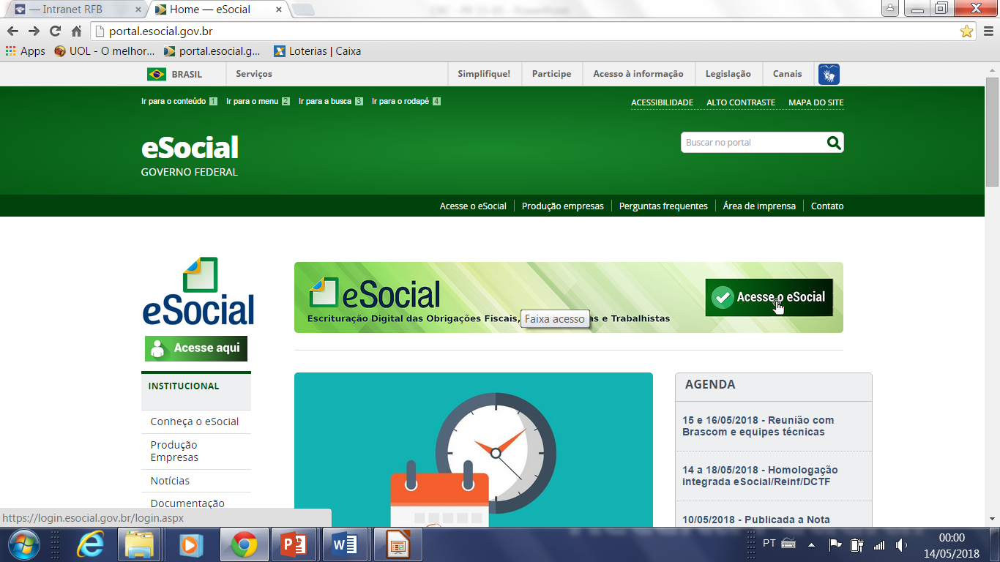 — Intranet RFB
Home — eSocial
portal.esocial.gov.br
Apps
UOL - O melhor...
portal.esocial.g...
Loterias | Caixa
BRASIL
Serviços
Simplifique!
Participe
Acesso à informação
Legislação
Canais
Ir para o conteúdo 1
Ir para o menu 2
Ir para a busca 3
Ir para o rodapé 4
ACESSIBILIDADE
ALTO CONTRASTE
MAPA DO SITE
eSocial
Buscar no portal
GOVERNO FEDERAL
Acesse o eSocial
Produção empresas
Perguntas frequentes
Área de imprensa
Contato
eSocial
Acesse aqui
eSocial
Escrituração Digital das Obrigações Fiscais, as e Trabalhistas
Faixa acesso
Acesse o eSocial
INSTITUCIONAL
Conheça o eSocial
Produção
Empresas
Notícias
Documentação
AGENDA
15 e 16/05/2018 - Reunião com
Brascom e equipes técnicas
14 a 18/05/2018 - Homologação
integrada eSocial/Reinf/DCTF
10/05/2018 - Publicada a Nota
https://login.esocial.gov.br/login.aspx
PT
00:00
14/05/2018